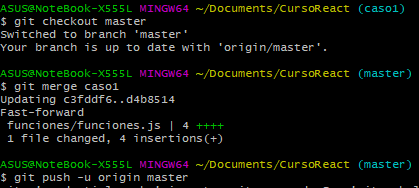 ASUS@NoteBook-X555L MINGW64 ~/Documents/CursoReact (caso1)
$ git checkout master
Switched to branch 'master'
Your branch is up to date with 'origin/master'.
ASUS@NoteBook-X555L MINGW64 ~/Documents/CursoReact (master)
$ git merge caso1
Updating c3fddf6..d4b8514
Fast-forward
funciones/funciones.js | 4 ++++
1 file changed, 4 insertions(+)
ASUS@NoteBook-X555L MINGW64 ~/Documents/CursoReact (master)
$ git push -u origin master